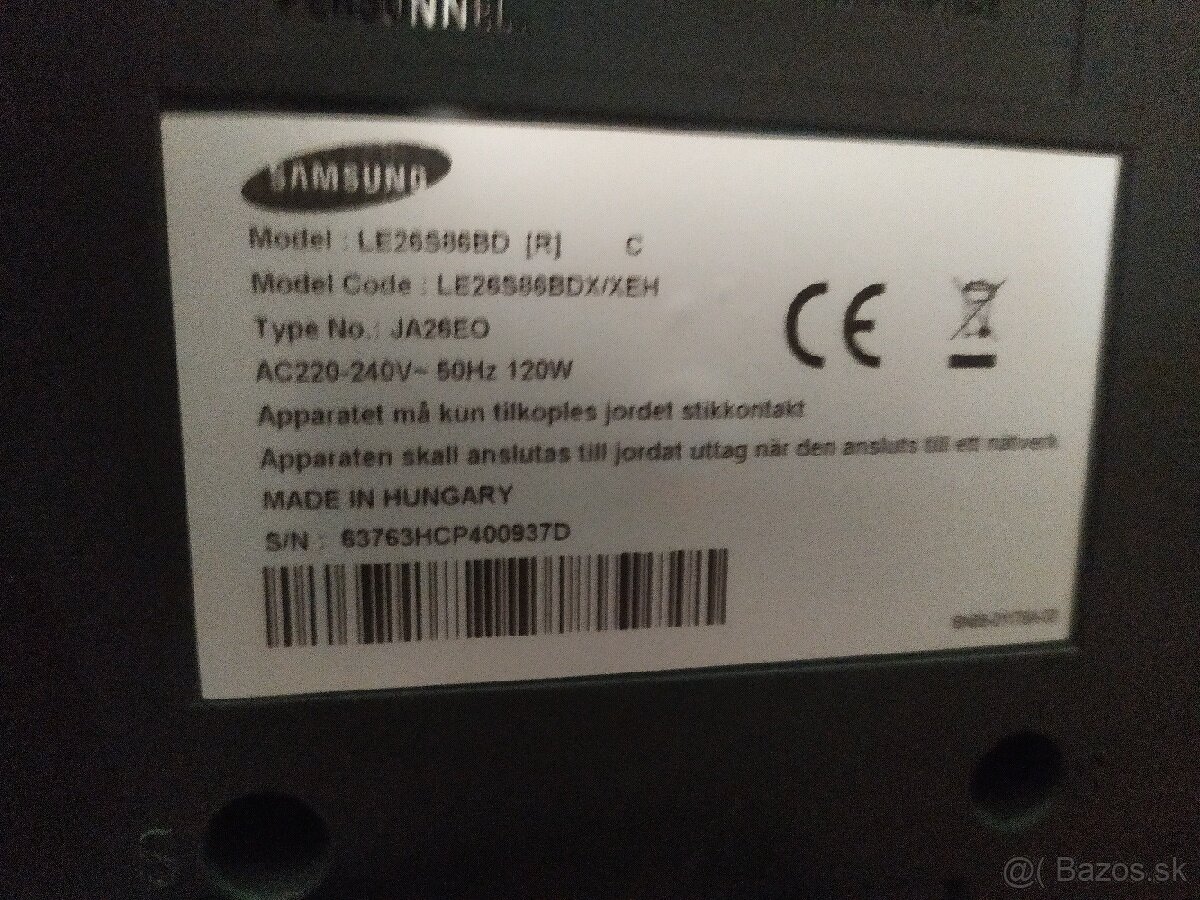 SAMSUNG
Model : LE26S86BD [R] C
Model Code : LE26S86BDX/XEH
Type No.: JA26EO
AC220-240V~ 50Hz 120W
Apparatet må kun tilkoples jordet stikkontakt
Apparaten skall anslutas till jordat uttag när den ansluts till ett nätverk
MADE IN HUNGARY
S/N : 63763HCP400937D
@( Bazos.sk